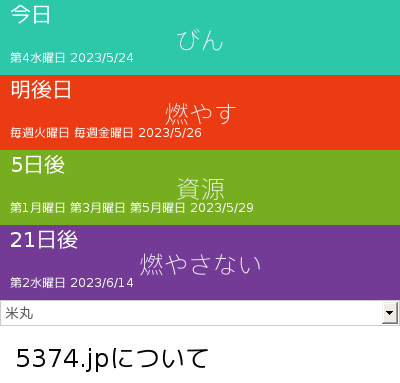 今日
びん
第4水曜日 2023/5/24
明後日
燃やす
毎週火曜日 毎週金曜日 2023/5/26
5日後
資源
第1月曜日 第3月曜日 第5月曜日 2023/5/29
21日後
燃やさない
第2水曜日 2023/6/14
米丸
5374.jpについて